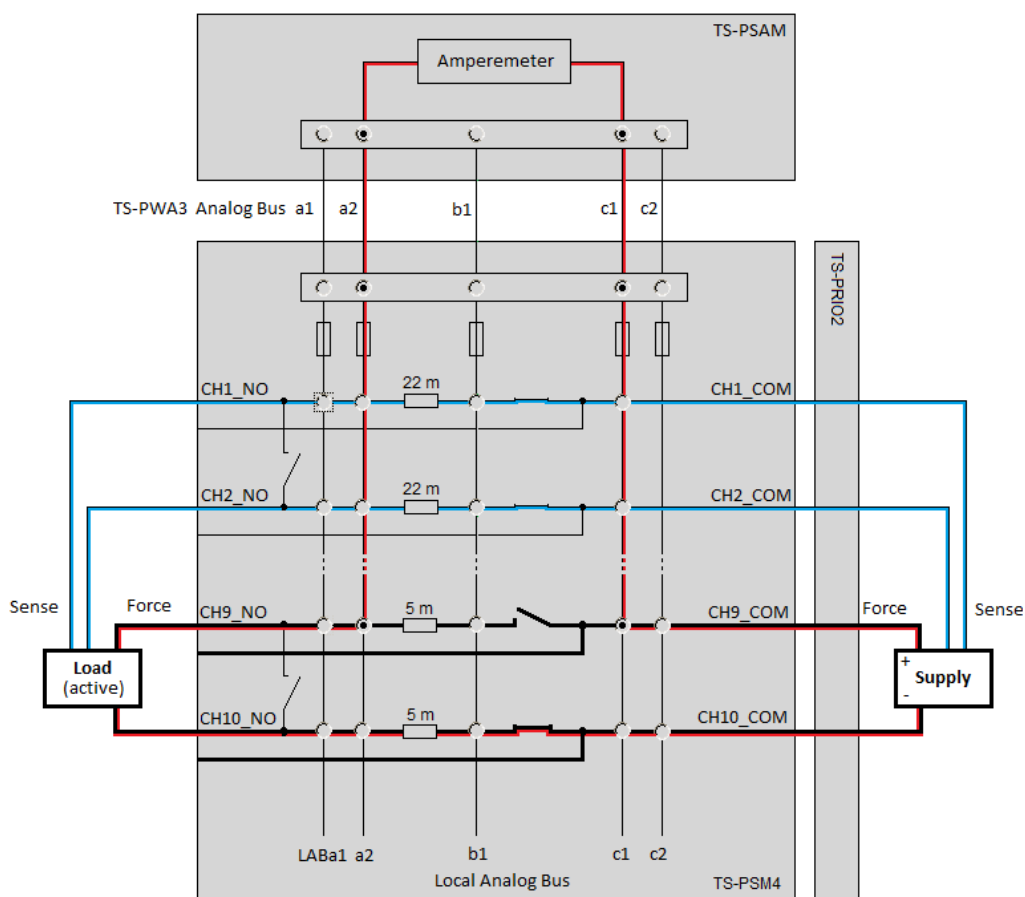 TS-PSAM
Amperemeter
TS-PWA3 Analog Bus a1 a2 b1 c1 c2
TS-PRIO2
CH1_NO 22 m CH1_COM
CH2_NO 22 m CH2_COM
Sense Force CH9_NO 5 m CH9_COM Force Sense
Load
(active)
+
Supply
-
CH10_NO 5 m CH10_COM
LABa1 a2 b1 c1 c2
Local Analog Bus
TS-PSM4